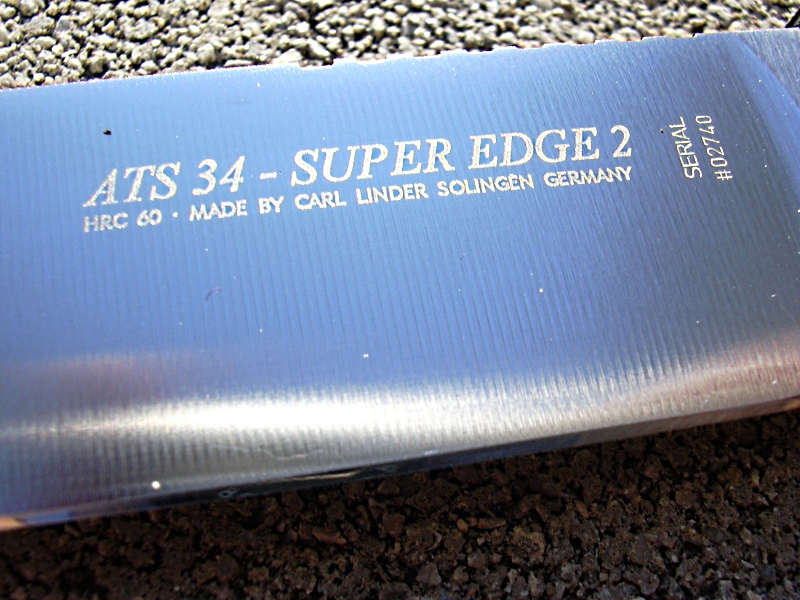 ATS 34 - SUPER EDGE 2
HRC 60 · MADE BY CARL LINDER SOLINGEN GERMANY
SERIAL
#02740